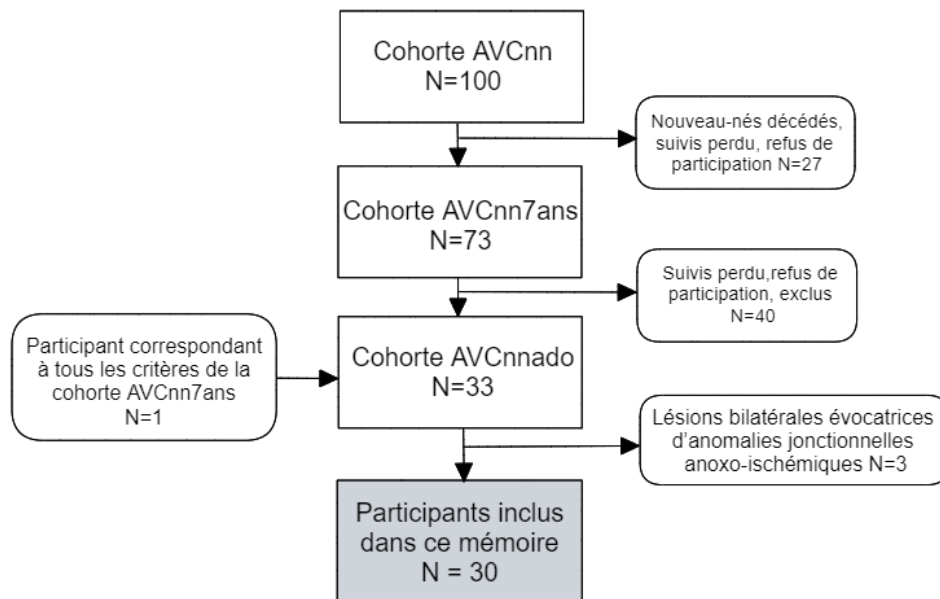 Cohorte AVCnn
N=100
Nouveau-nés décédés,
suivis perdu, refus de
participation N=27
Cohorte AVCnn7ans
N=73
Suivis perdu,refus de
participation, exclus
N=40
Participant correspondant
à tous les critères de la
cohorte AVCnn7ans
N=1
Cohorte AVCnnado
N=33
Lésions bilatérales évocatrices
d'anomalies jonctionnelles
anoxo-ischémiques N=3
Participants inclus
dans ce mémoire
N = 30